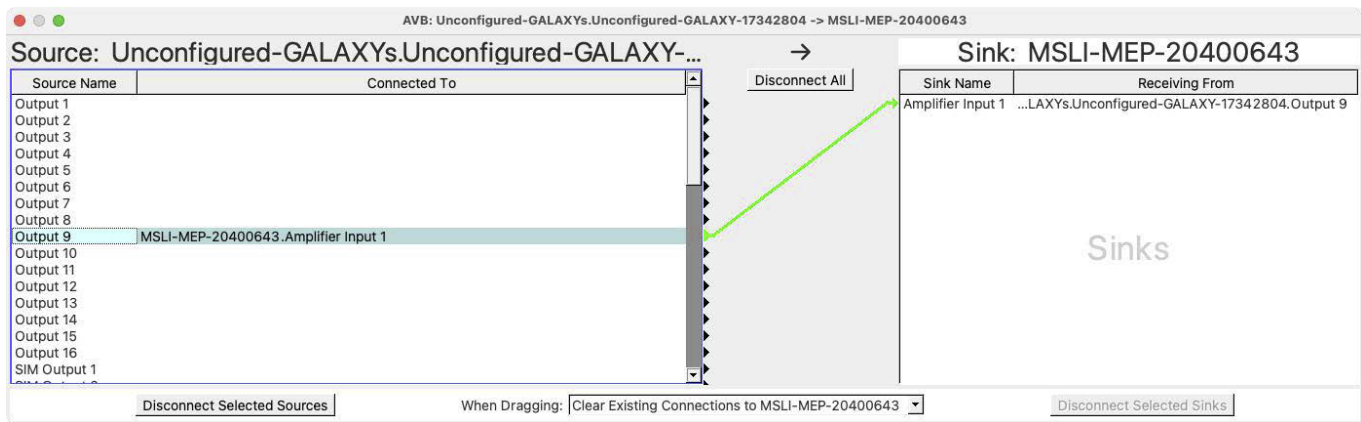 AVB: Unconfigured-GALAXYs.Unconfigured-GALAXY-17342804 -> MSLI-MEP-20400643
Source: Unconfigured-GALAXYs.Unconfigured-GALAXY-...
→
Sink: MSLI-MEP-20400643
Disconnect All
Source Name Connected To
Output 1
Output 2
Output 3
Output 4
Output 5
Output 6
Output 7
Output 8
Output 9 MSLI-MEP-20400643.Amplifier Input 1
Output 10
Output 11
Output 12
Output 13
Output 14
Output 15
Output 16
SIM Output 1
Sink Name Receiving From
Amplifier Input 1 ...LAXYs.Unconfigured-GALAXY-17342804.Output 9
Sinks
Disconnect Selected Sources
When Dragging: Clear Existing Connections to MSLI-MEP-20400643
Disconnect Selected Sinks